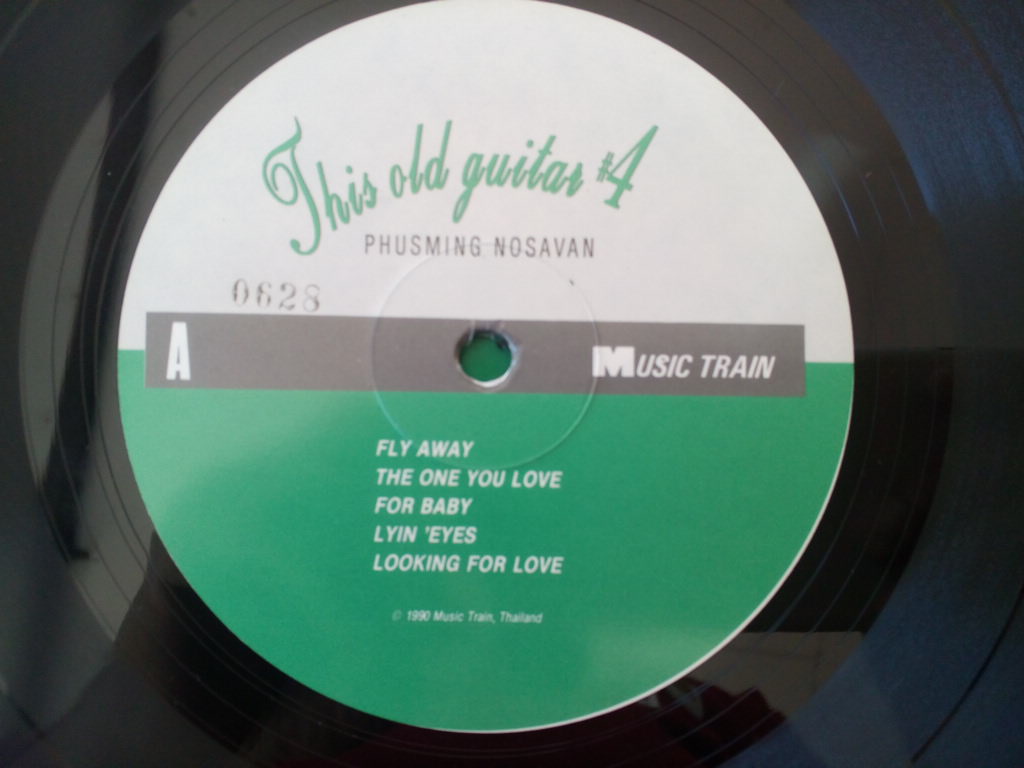 This old guitar #4
PHUSMING NOSAVAN
0628
A
MUSIC TRAIN
FLY AWAY
THE ONE YOU LOVE
FOR BABY
LYIN 'EYES
LOOKING FOR LOVE
© 1990 Music Train, Thailand